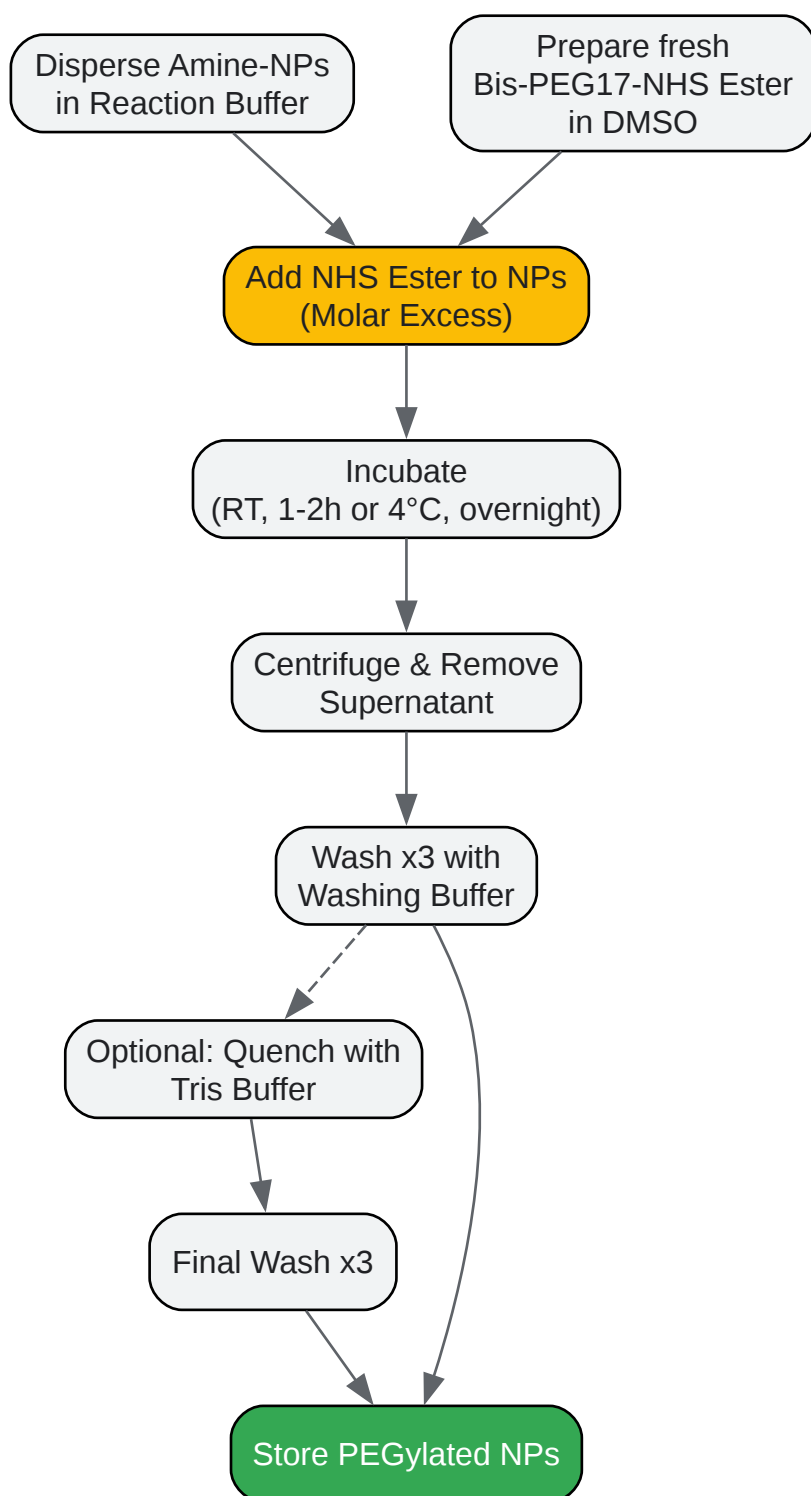 Disperse Amine-NPs
in Reaction Buffer
Prepare fresh
Bis-PEG17-NHS Ester
in DMSO
Add NHS Ester to NPs
(Molar Excess)
Incubate
(RT, 1-2h or 4°C, overnight)
Centrifuge & Remove
Supernatant
Wash x3 with
Washing Buffer
Optional: Quench with
Tris Buffer
Final Wash x3
Store PEGylated NPs